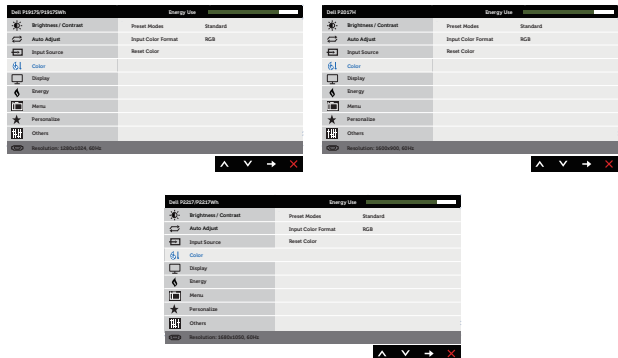 Dell P1917S/P1917SWh Energy Use
Brightness / Contrast Preset Modes Standard
Auto Adjust Input Color Format RGB
Input Source Reset Color
Color
Display
Energy
Menu
Personalize
Others
Resolution: 1280x1024, 60Hz
Dell P2017H Energy Use
Brightness / Contrast Preset Modes Standard
Auto Adjust Input Color Format RGB
Input Source Reset Color
Color
Display
Energy
Menu
Personalize
Others
Resolution: 1600x900, 60Hz
Dell P2217/P2217Wh Energy Use
Brightness / Contrast Preset Modes Standard
Auto Adjust Input Color Format RGB
Input Source Reset Color
Color
Display
Energy
Menu
Personalize
Others
Resolution: 1680x1050, 60Hz